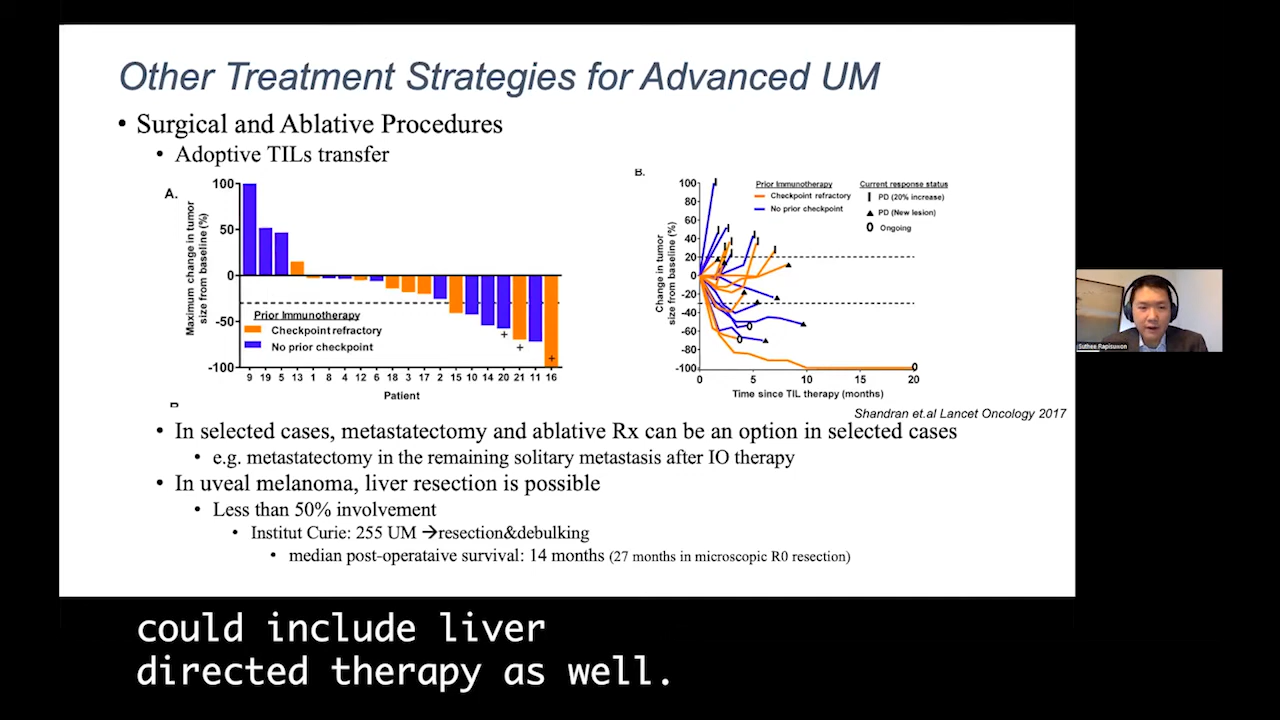 Other Treatment Strategies for Advanced UM
• Surgical and Ablative Procedures
• Adoptive TILs transfer
A.
Maximum change in tumor
size from baseline (%)
100
50
0
-50
-100
Prior Immunotherapy
Checkpoint refractory
No prior checkpoint
+ + +
9 19 5 13 1 8 4 12 6 18 3 17 2 15 10 14 20 21 11 16
Patient
B.
Change in tumor
size from baseline (%)
100
80
60
40
20
0
-20
-40
-60
-80
-100
Prior Immunotherapy
Checkpoint refractory
No prior checkpoint
Current response status
PD (20% increase)
PD (New lesion)
Ongoing
0 5 10 15 20
Time since TIL therapy (months)
Shandran et.al Lancet Oncology 2017
• In selected cases, metastatectomy and ablative Rx can be an option in selected cases
• e.g. metastatectomy in the remaining solitary metastasis after IO therapy
• In uveal melanoma, liver resection is possible
• Less than 50% involvement
• Institut Curie: 255 UM →resection&debulking
• median post-operataive survival: 14 months (27 months in microscopic R0 resection)
Suthee Rapisuwon
could include liver
directed therapy as well.